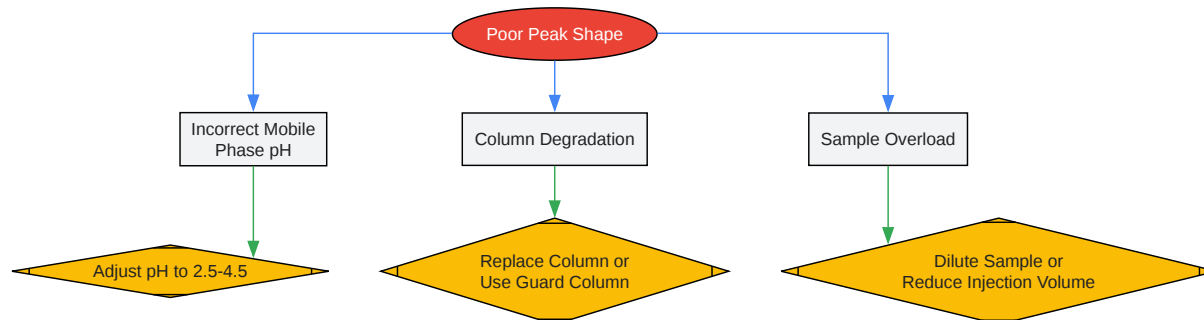 Poor Peak Shape
Incorrect Mobile
Phase pH
Column Degradation
Sample Overload
Adjust pH to 2.5-4.5
Replace Column or
Use Guard Column
Dilute Sample or
Reduce Injection Volume